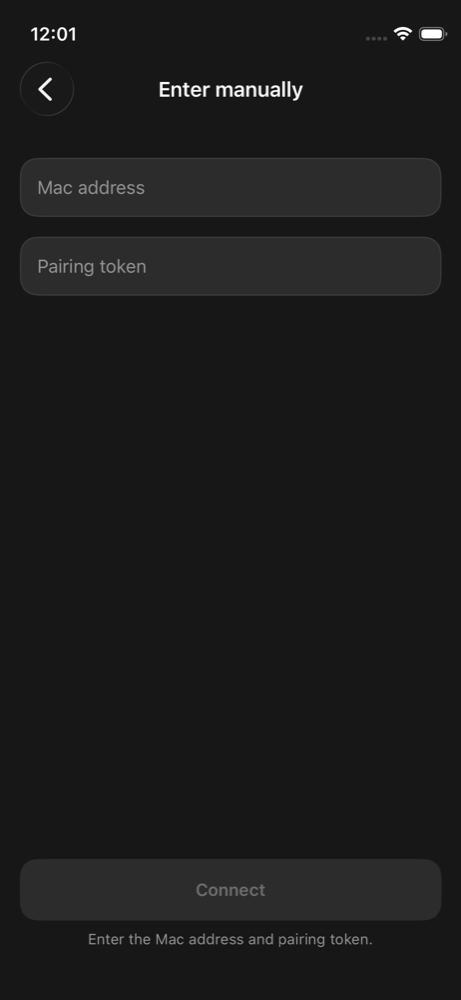 12:01
Enter manually
Mac address
Pairing token
Connect
Enter the Mac address and pairing token.